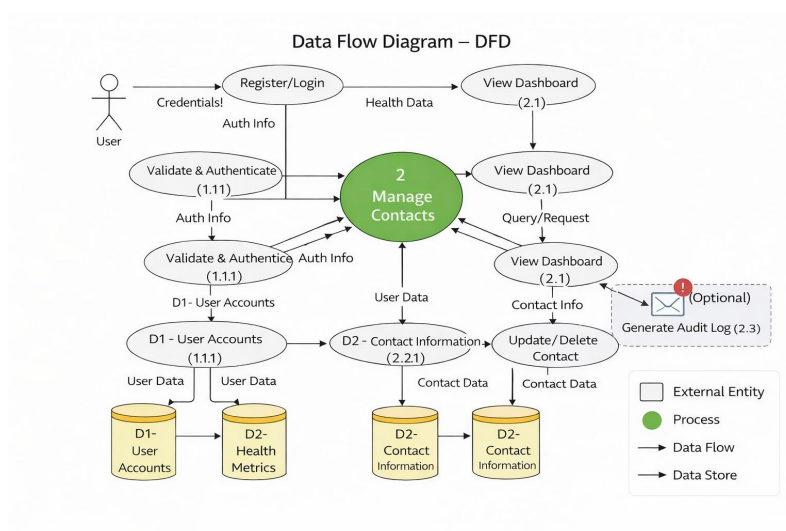 Data Flow Diagram – DFD
Register/Login
View Dashboard
(2.1)
Credentials!
Health Data
User
Auth Info
Validate & Authenticate
(1.11)
2
Manage
Contacts
View Dashboard
(2.1)
Auth Info
Query/Request
Validate & Authentice
(1.1.1)
Auth Info
View Dashboard
(2.1)
D1- User Accounts
User Data
Contact Info
!
(Optional)
Generate Audit Log (2.3)
D1 - User Accounts
(1.1.1)
D2 - Contact Information
(2.2.1)
Update/Delete
Contact
User Data
User Data
Contact Data
Contact Data
D1-
User
Accounts
D2-
Health
Metrics
D2-
Contact
Information
D2-
Contact
Information
External Entity
Process
Data Flow
Data Store